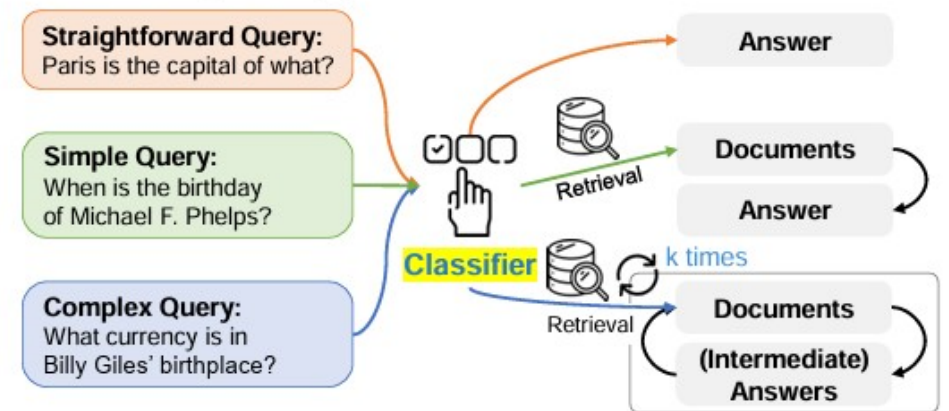 Straightforward Query:
Paris is the capital of what?
Simple Query:
When is the birthday
of Michael F. Phelps?
Complex Query:
What currency is in
Billy Giles’ birthplace?
Classifier
Answer
Retrieval
Documents
Answer
Retrieval
k times
Documents
(Intermediate)
Answers